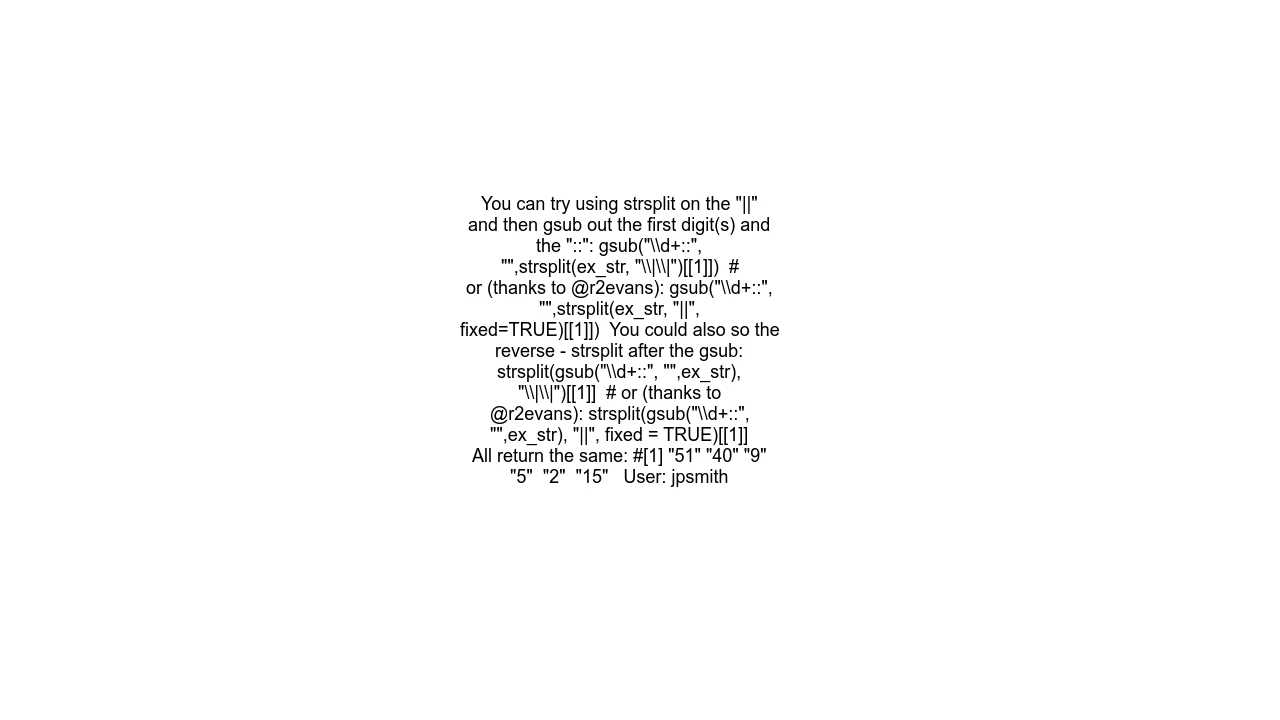 You can try using strsplit on the "||"
and then gsub out the first digit(s) and
the "::": gsub("\\d+::",
"",strsplit(ex_str, "\\|\\|")[[1]])  #
or (thanks to @r2evans): gsub("\\d+::",
"",strsplit(ex_str, "||",
fixed=TRUE)[[1]])  You could also so the
reverse - strsplit after the gsub:
strsplit(gsub("\\d+::", "",ex_str),
"\\|\\|")[[1]]  # or (thanks to
@r2evans): strsplit(gsub("\\d+::",
"",ex_str), "||", fixed = TRUE)[[1]]
All return the same: #[1] "51" "40" "9"
"5"  "2"  "15"   User: jpsmith